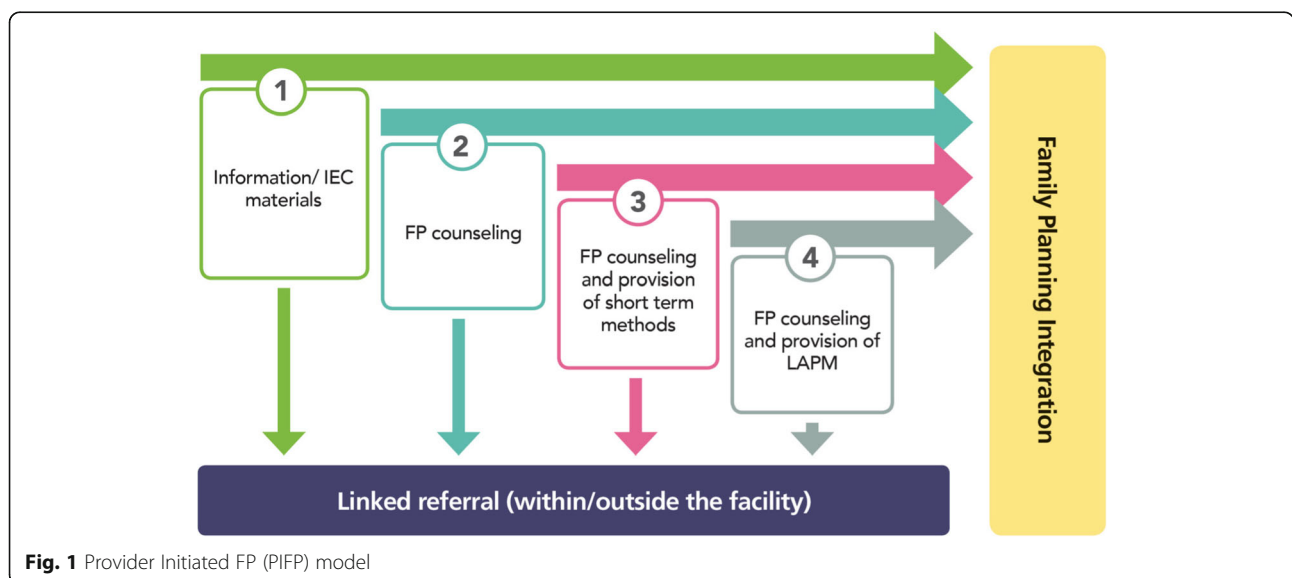 1
Information/ IEC
materials
2
FP counseling
3
FP counseling
and provision
of short term
methods
4
FP counseling
and provision of
LAPM
Family Planning Integration
Linked referral (within/outside the facility)
Fig. 1 Provider Initiated FP (PIFP) model